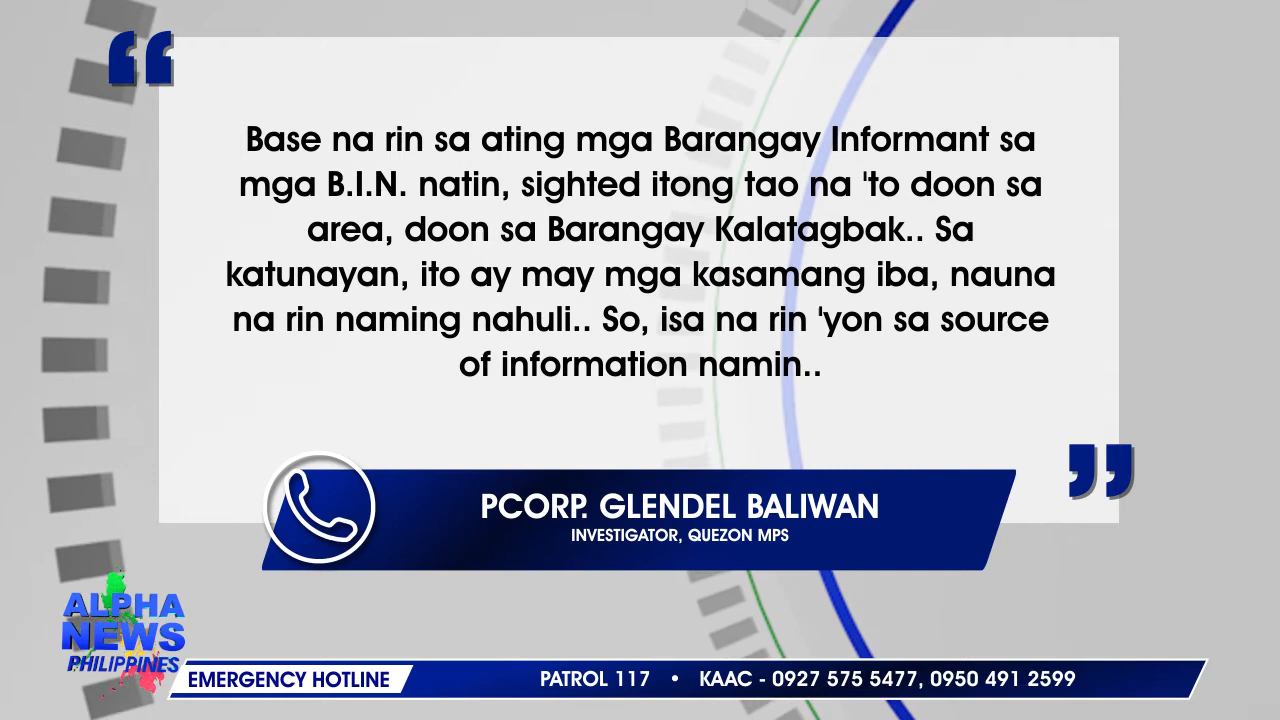 “
Base na rin sa ating mga Barangay Informant sa
mga B.I.N. natin, sighted itong tao na 'to doon sa
area, doon sa Barangay Kalatagbak.. Sa
katunayan, ito ay may mga kasamang iba, nauna
na rin naming nahuli.. So, isa na rin 'yon sa source
of information namin..
”
PCORP. GLENDEL BALIWAN
INVESTIGATOR, QUEZON MPS
ALPHA
NEWS
PHILIPPINES
EMERGENCY HOTLINE
PATROL 117 • KAAC - 0927 575 5477, 0950 491 2599